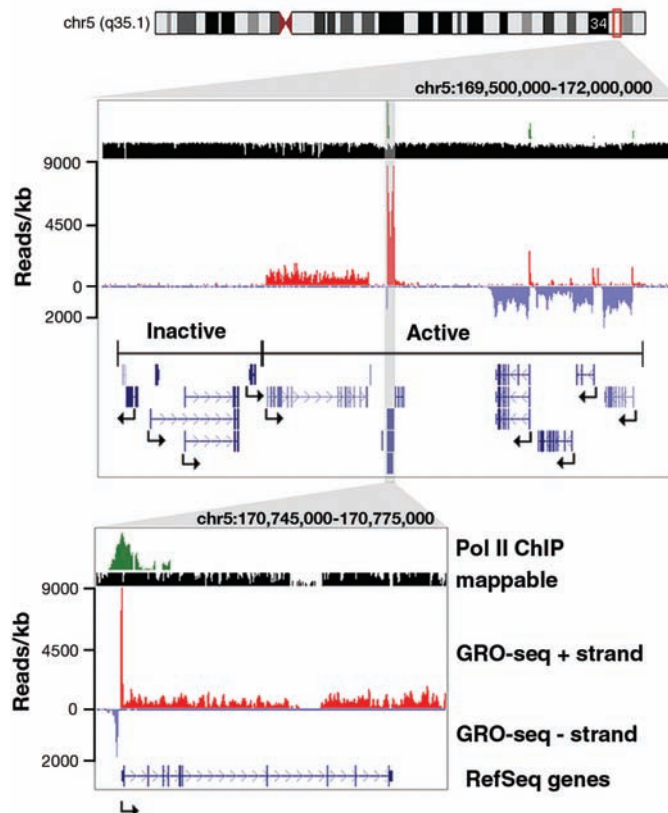 chr5 (q35.1)
34
chr5:169,500,000-172,000,000
9000
4500
0
2000
Reads/kb
Inactive
Active
chr5:170,745,000-170,775,000
Pol II ChIP
mappable
9000
4500
0
2000
Reads/kb
GRO-seq + strand
GRO-seq - strand
RefSeq genes